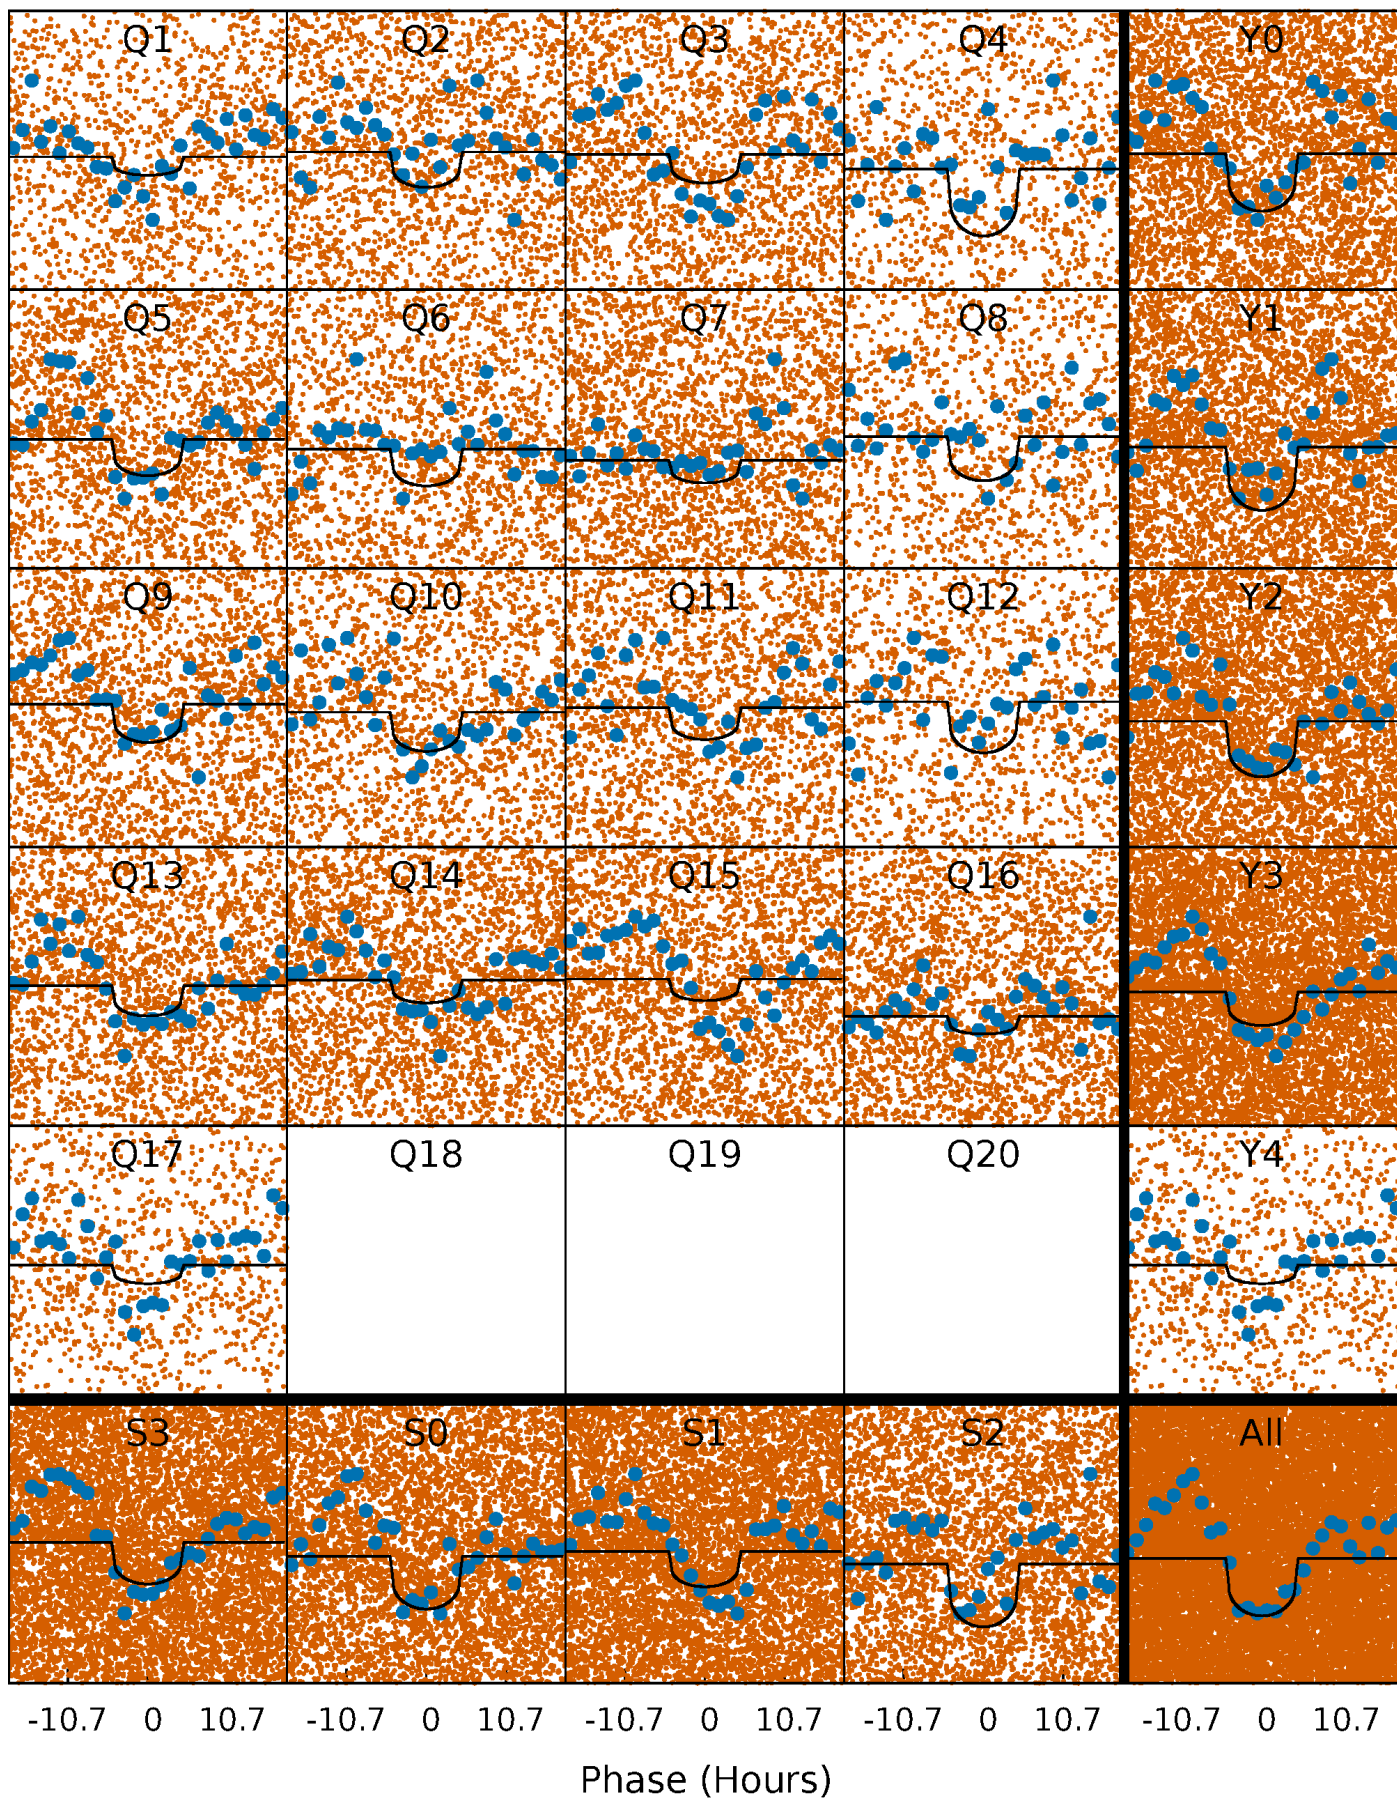 Q1 Q2 Q3 Q4 Y0
Q5 Q6 Q7 Q8 Y1
Q9 Q10 Q11 Q12 Y2
Q13 Q14 Q15 Q16 Y3
Q17 Q18 Q19 Q20 Y4
S3 S0 S1 S2 All
-10.7 0 10.7 -10.7 0 10.7 -10.7 0 10.7 -10.7 0 10.7 -10.7 0 10.7
Phase (Hours)